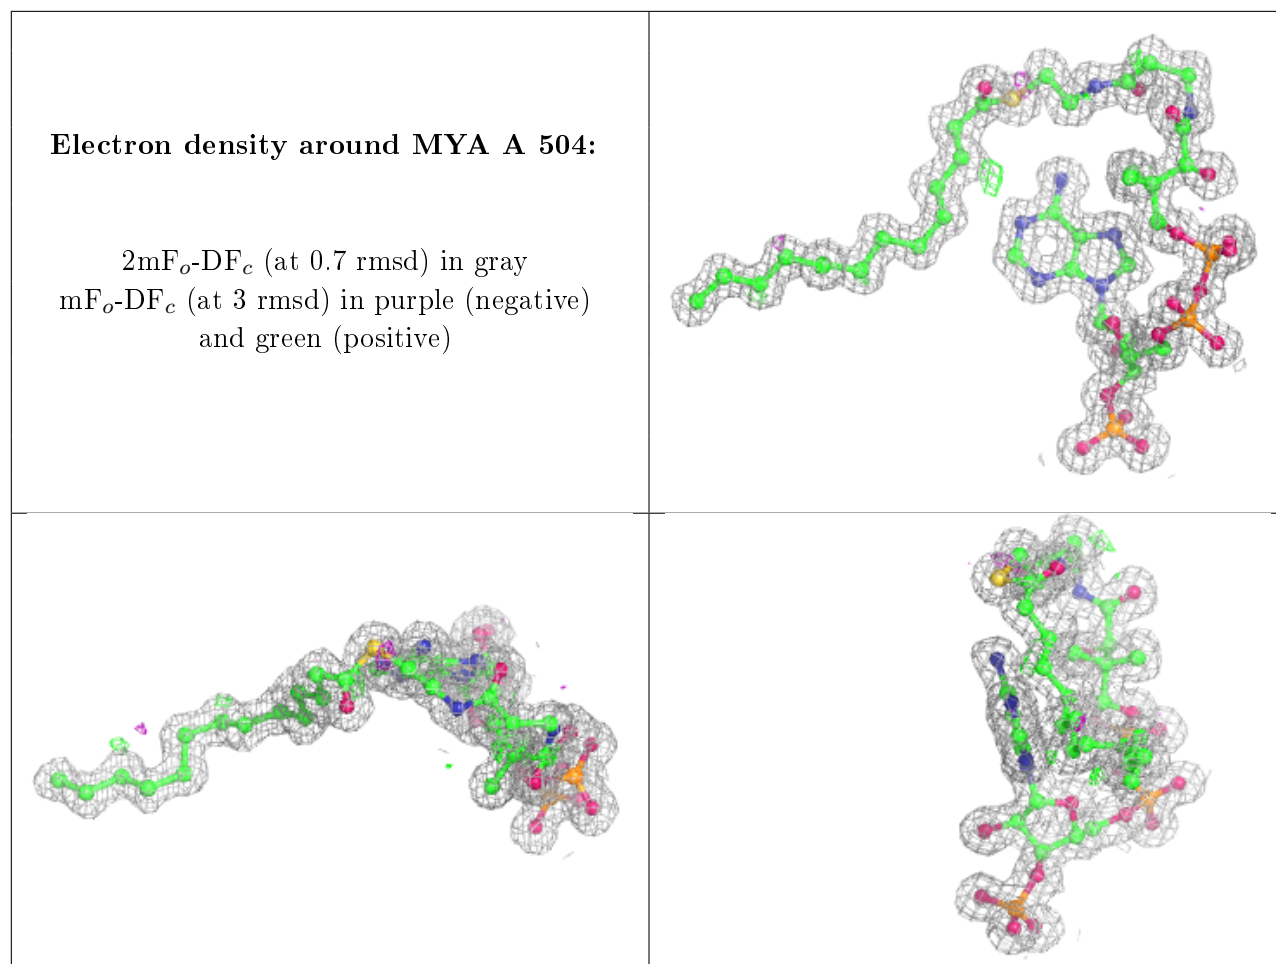 Electron density around MYA A 504:
2mFo-DFc (at 0.7 rmsd) in gray
mFo-DFc (at 3 rmsd) in purple (negative)
and green (positive)